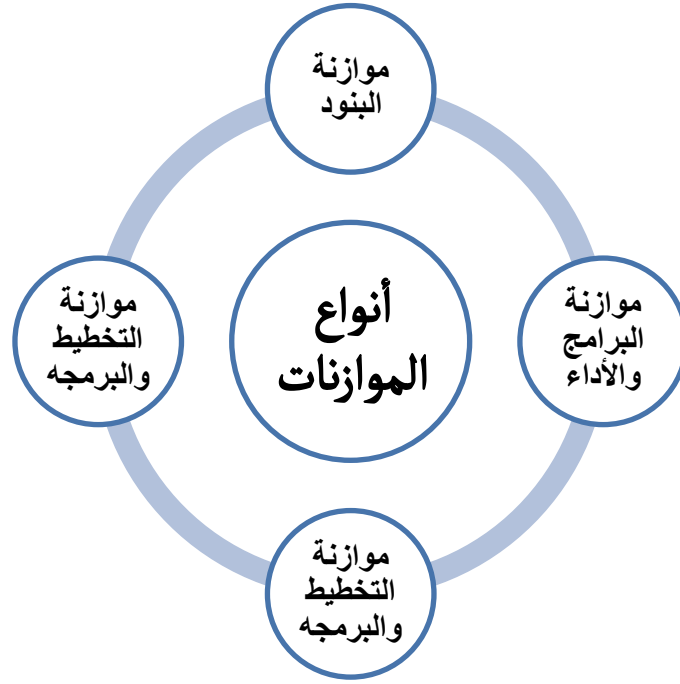 موازنة
البنود
أنواع
الموازنات
موازنة
البرامج
والأداء
موازنة
التخطيط
والبرمجه
موازنة
التخطيط
والبرمجه